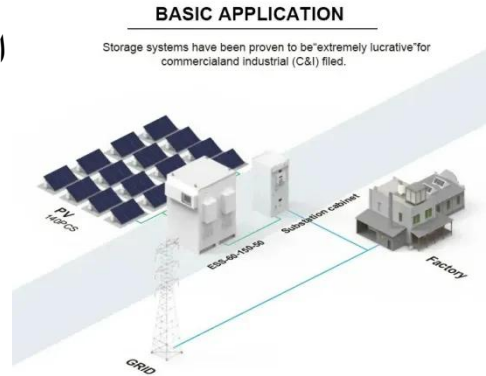 BASIC APPLICATION
Storage systems have been proven to be“extremely lucrative”for
commercialand industrial (C&I) filed.
PV
140PCS
ESS-60-150-50
Substation cabinet
Factory
GRID